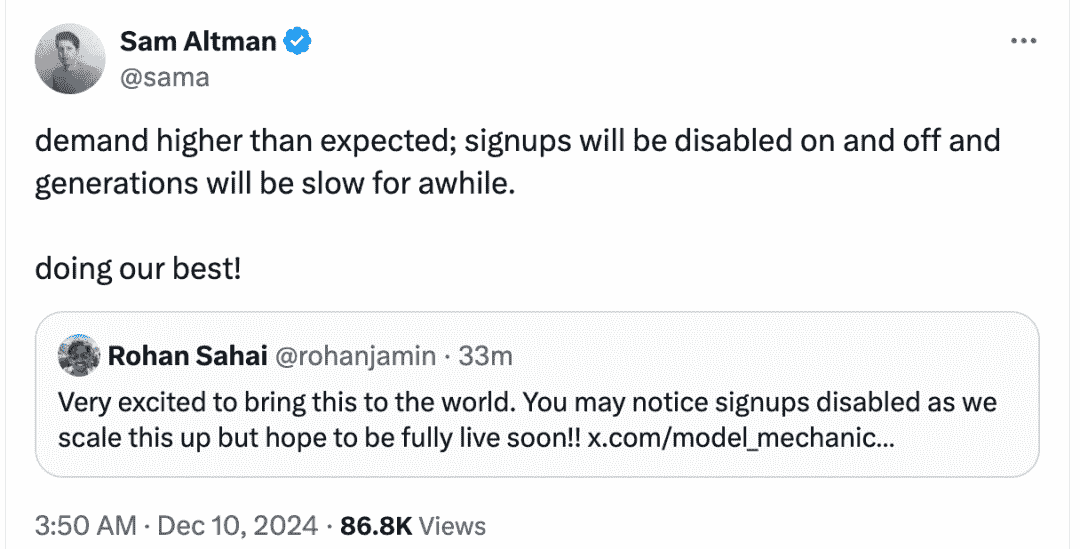 Sam Altman
@sama
demand higher than expected; signups will be disabled on and off and
generations will be slow for awhile.
doing our best!
Rohan Sahai @rohanjamin · 33m
Very excited to bring this to the world. You may notice signups disabled as we
scale this up but hope to be fully live soon!! x.com/model_mechanic...
3:50 AM · Dec 10, 2024 · 86.8K Views